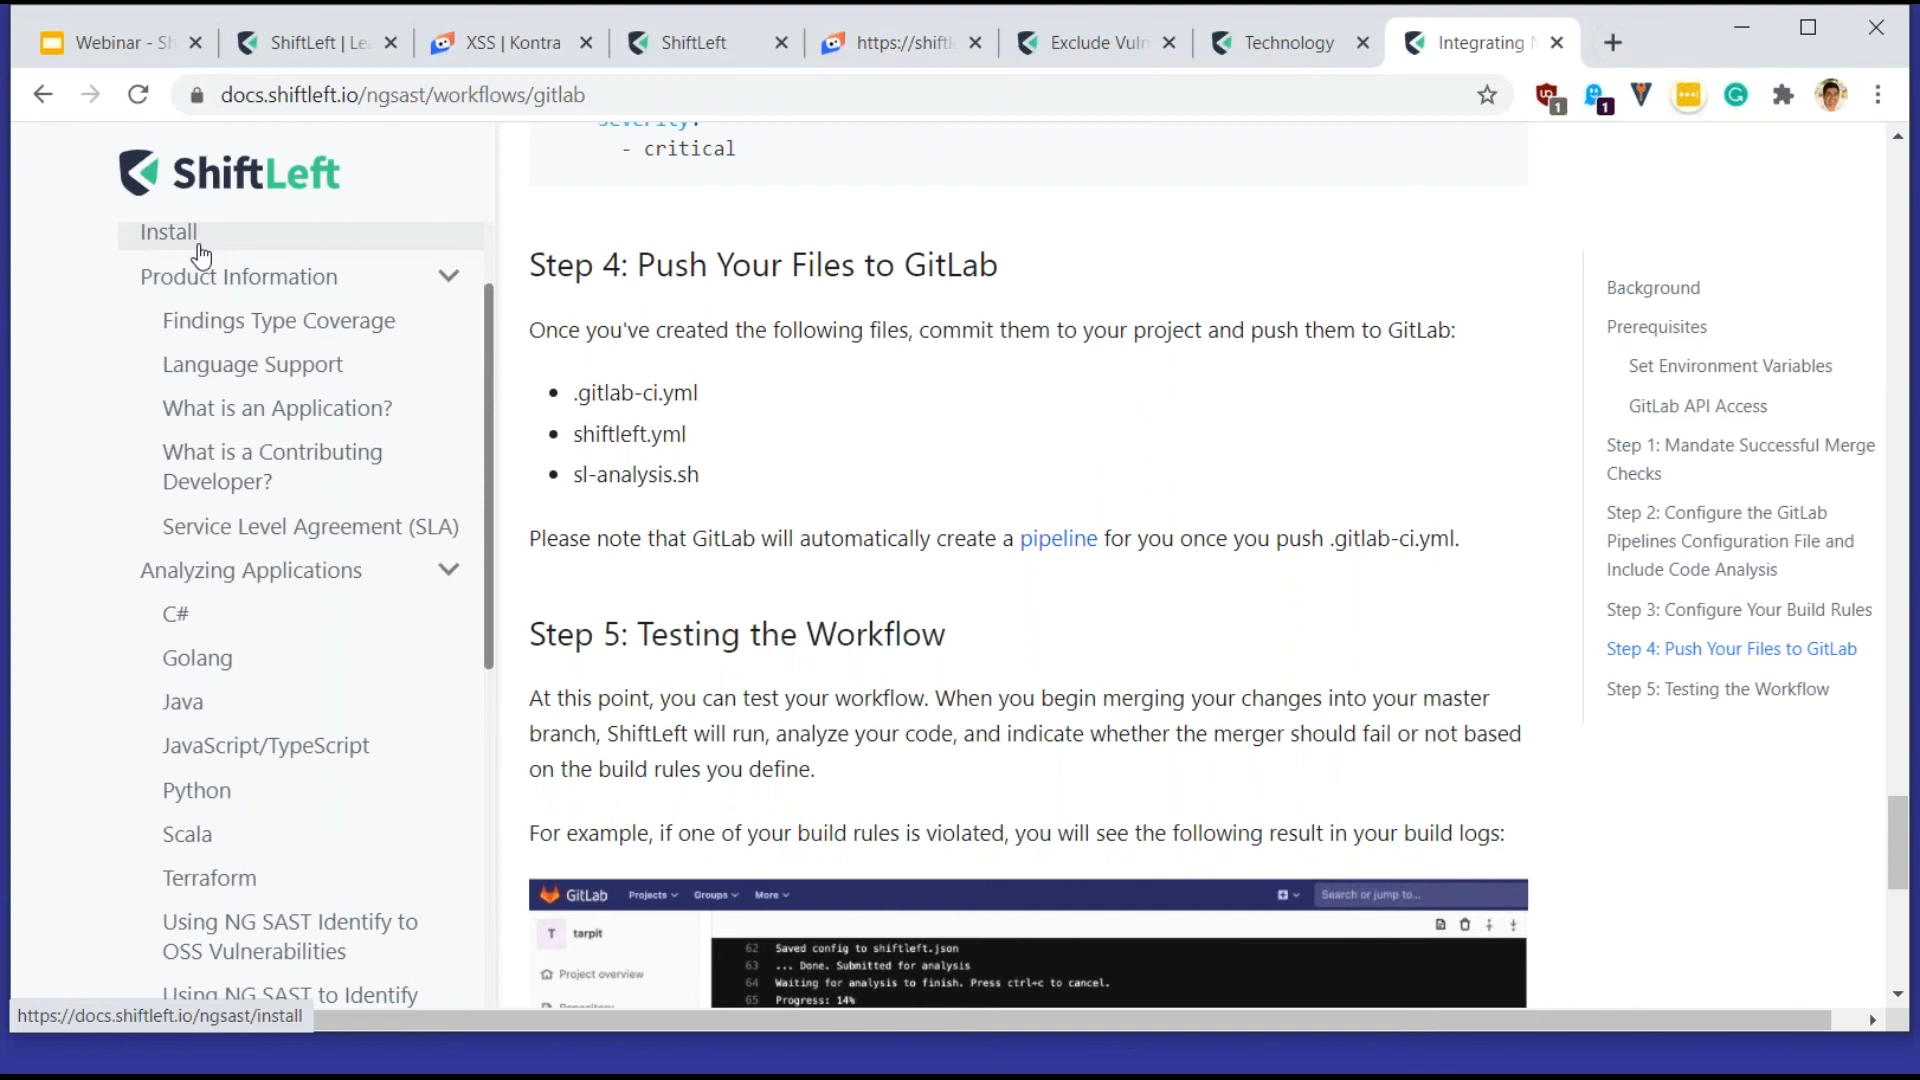 Webinar - Sh
ShiftLeft | Lea
XSS | Kontra
ShiftLeft
https://shiftl
Exclude Vuln
Technology
Integrating
docs.shiftleft.io/ngsast/workflows/gitlab
1
1
ShiftLeft
Install
Product Information
Findings Type Coverage
Language Support
What is an Application?
What is a Contributing
Developer?
Service Level Agreement (SLA)
Analyzing Applications
C#
Golang
Java
JavaScript/TypeScript
Python
Scala
Terraform
Using NG SAST Identify to
OSS Vulnerabilities
Using NG SAST to Identify
https://docs.shiftleft.io/ngsast/install
severity:
- critical
Step 4: Push Your Files to GitLab
Once you've created the following files, commit them to your project and push them to GitLab:
• .gitlab-ci.yml
• shiftleft.yml
• sl-analysis.sh
Please note that GitLab will automatically create a pipeline for you once you push .gitlab-ci.yml.
Step 5: Testing the Workflow
At this point, you can test your workflow. When you begin merging your changes into your master
branch, ShiftLeft will run, analyze your code, and indicate whether the merger should fail or not based
on the build rules you define.
For example, if one of your build rules is violated, you will see the following result in your build logs:
GitLab Projects Groups More Search or jump to...
T tarpit
Project overview
Repository
62 Saved config to shiftleft.json
63 ... Done. Submitted for analysis
64 Waiting for analysis to finish. Press ctrl+c to cancel.
65 Progress: 14%
Background
Prerequisites
Set Environment Variables
GitLab API Access
Step 1: Mandate Successful Merge
Checks
Step 2: Configure the GitLab
Pipelines Configuration File and
Include Code Analysis
Step 3: Configure Your Build Rules
Step 4: Push Your Files to GitLab
Step 5: Testing the Workflow